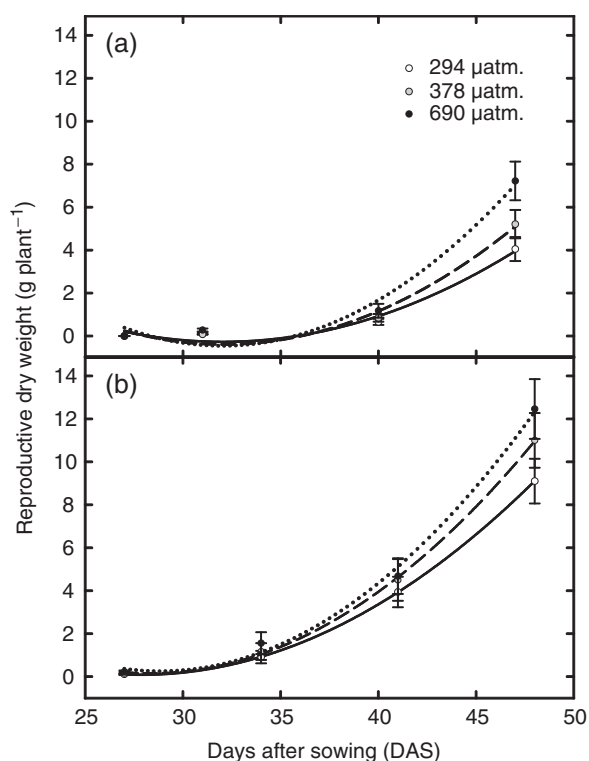 (a)
294 µatm.
378 µatm.
690 µatm.
14
12
10
8
6
4
2
0
Reproductive dry weight (g plant−1)
(b)
14
12
10
8
6
4
2
0
25 30 35 40 45 50
Days after sowing (DAS)